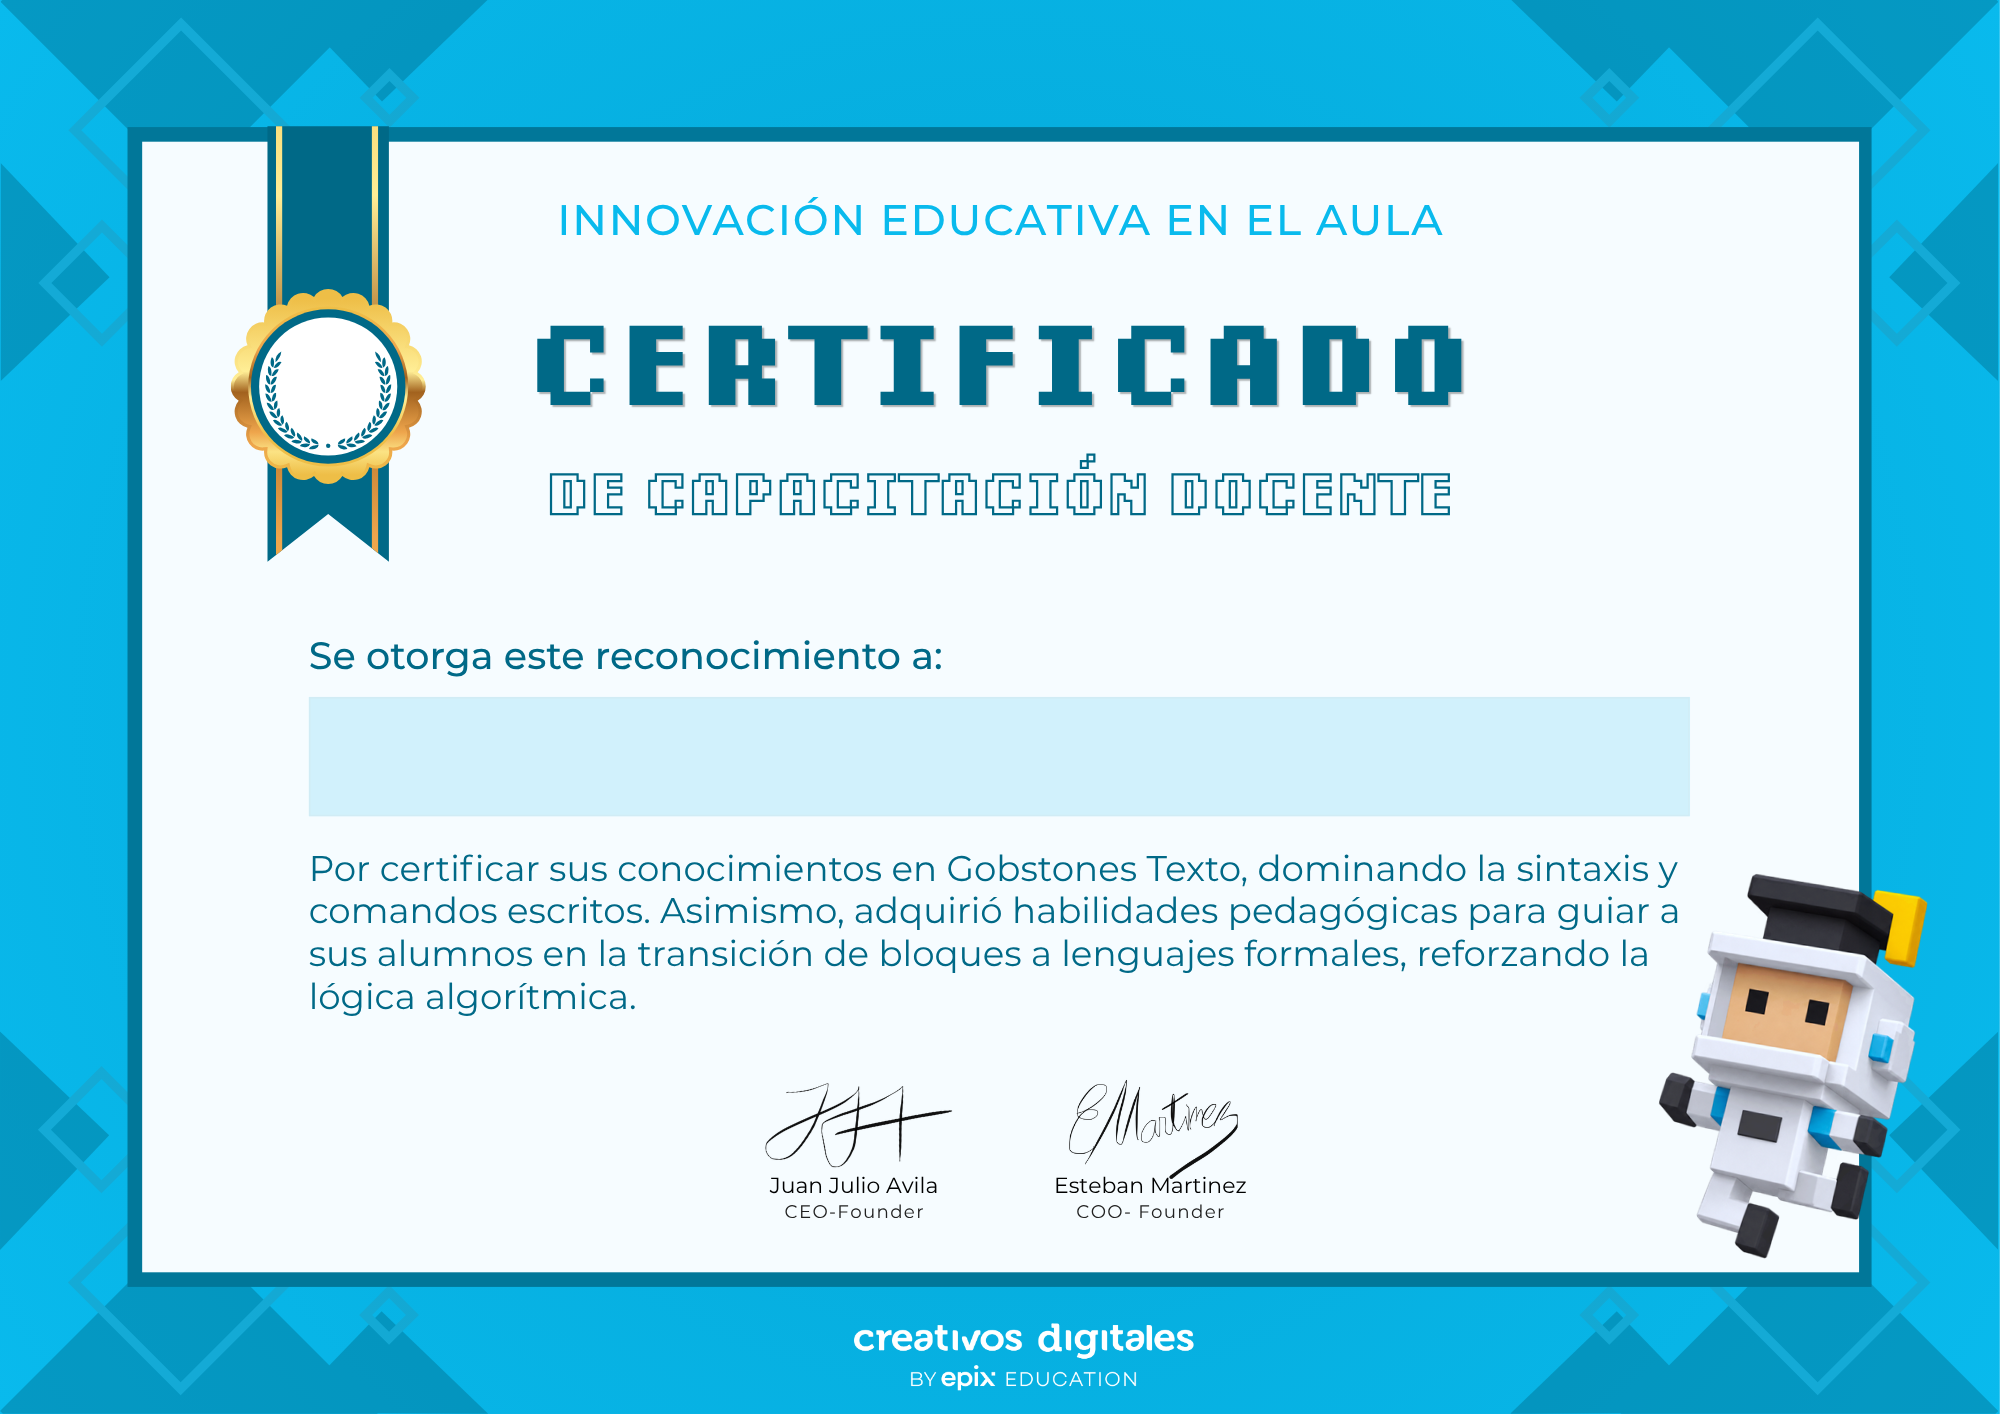 INNOVACIÓN EDUCATIVA EN EL AULA
CERTIFICADO
DE CAPACITACIÓN DOCENTE
Se otorga este reconocimiento a:
Por certificar sus conocimientos en Gobstones Texto, dominando la sintaxis y
comandos escritos. Asimismo, adquirió habilidades pedagógicas para guiar a
sus alumnos en la transición de bloques a lenguajes formales, reforzando la
lógica algorítmica.
E Martinez
Juan Julio Avila
CEO-Founder
Esteban Martinez
COO- Founder
creativos digitales
BY epix EDUCATION